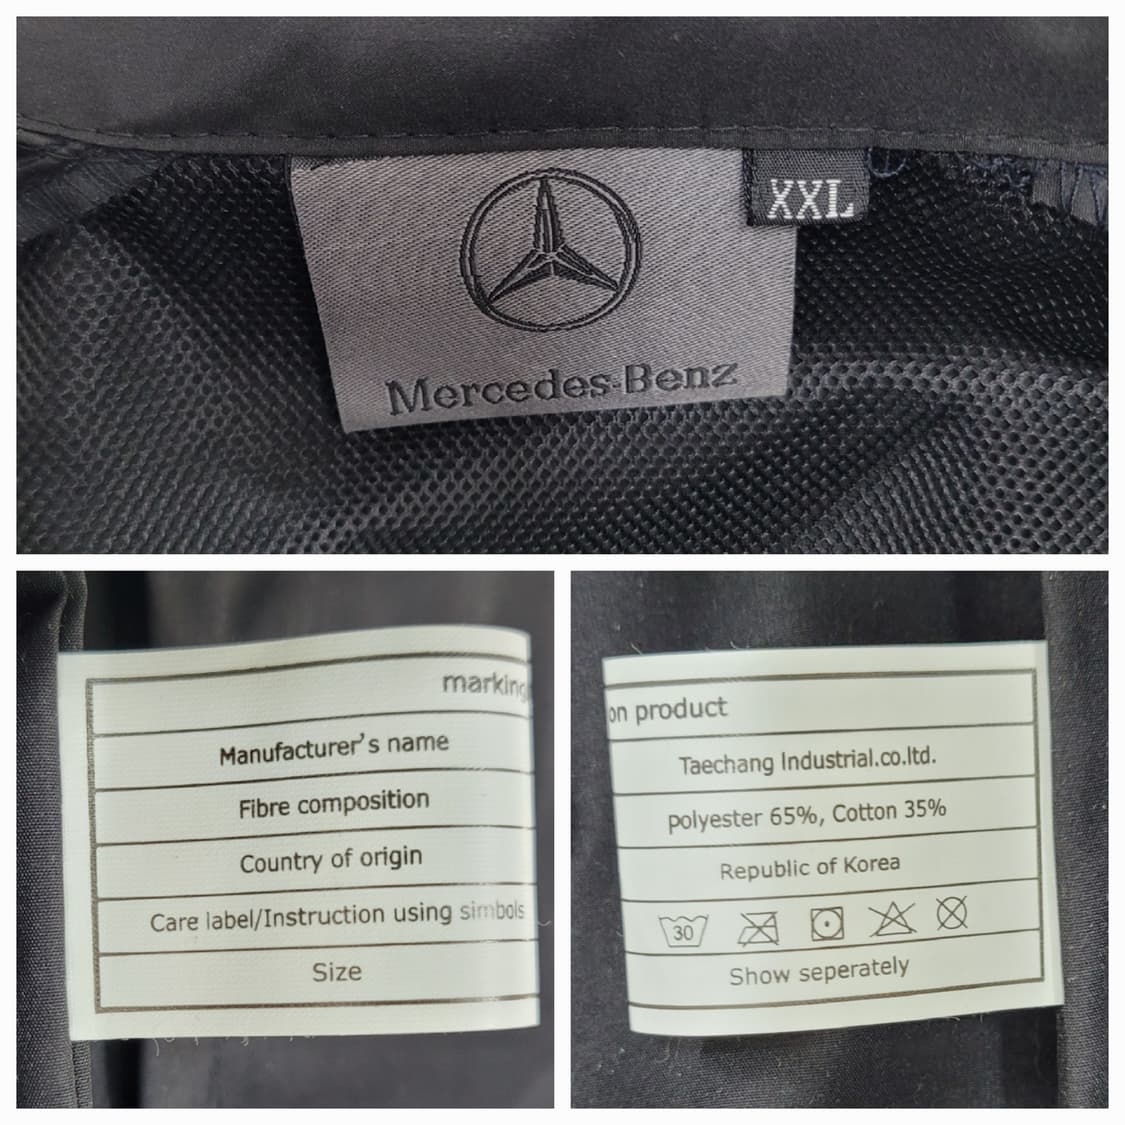 XXL
Mercedes-Benz
marking
Manufacturer's name
Fibre composition
Country of origin
Care label/Instruction using simbols
Size
on product
Taechang Industrial.co.ltd.
polyester 65%, Cotton 35%
Republic of Korea
30
Show seperately